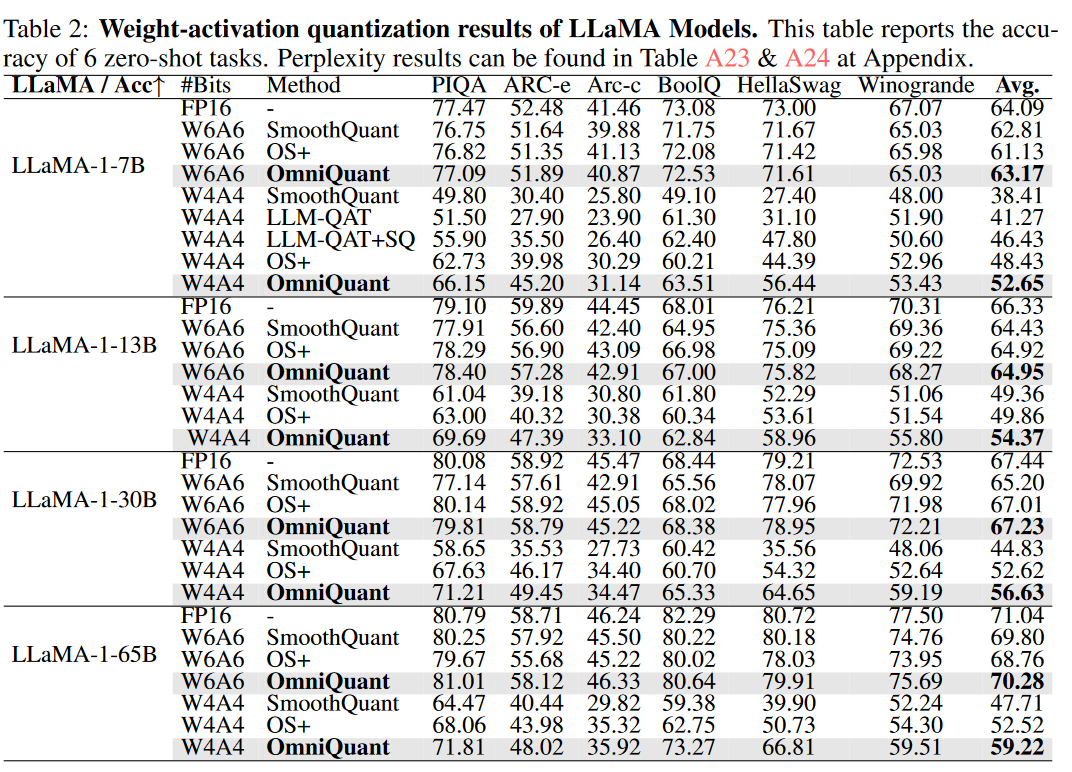 Table 2: Weight-activation quantization results of LLaMA Models. This table reports the accu-
racy of 6 zero-shot tasks. Perplexity results can be found in Table A23 & A24 at Appendix.
LLaMA / Acc↑ #Bits Method PIQA ARC-e Arc-c BoolQ HellaSwag Winogrande Avg.
FP16 - 77.47 52.48 41.46 73.08 73.00 67.07 64.09
W6A6 SmoothQuant 76.75 51.64 39.88 71.75 71.67 65.03 62.81
W6A6 OS+ 76.82 51.35 41.13 72.08 71.42 65.98 61.13
LLaMA-1-7B
W6A6 OmniQuant 77.09 51.89 40.87 72.53 71.61 65.03 63.17
W4A4 SmoothQuant 49.80 30.40 25.80 49.10 27.40 48.00 38.41
W4A4 LLM-QAT 51.50 27.90 23.90 61.30 31.10 51.90 41.27
W4A4 LLM-QAT+SQ 55.90 35.50 26.40 62.40 47.80 50.60 46.43
W4A4 OS+ 62.73 39.98 30.29 60.21 44.39 52.96 48.43
W4A4 OmniQuant 66.15 45.20 31.14 63.51 56.44 53.43 52.65
FP16 - 79.10 59.89 44.45 68.01 76.21 70.31 66.33
W6A6 SmoothQuant 77.91 56.60 42.40 64.95 75.36 69.36 64.43
LLaMA-1-13B
W6A6 OS+ 78.29 56.90 43.09 66.98 75.09 69.22 64.92
W6A6 OmniQuant 78.40 57.28 42.91 67.00 75.82 68.27 64.95
W4A4 SmoothQuant 61.04 39.18 30.80 61.80 52.29 51.06 49.36
W4A4 OS+ 63.00 40.32 30.38 60.34 53.61 51.54 49.86
W4A4 OmniQuant 69.69 47.39 33.10 62.84 58.96 55.80 54.37
FP16 - 80.08 58.92 45.47 68.44 79.21 72.53 67.44
W6A6 SmoothQuant 77.14 57.61 42.91 65.56 78.07 69.92 65.20
LLaMA-1-30B
W6A6 OS+ 80.14 58.92 45.05 68.02 77.96 71.98 67.01
W6A6 OmniQuant 79.81 58.79 45.22 68.38 78.95 72.21 67.23
W4A4 SmoothQuant 58.65 35.53 27.73 60.42 35.56 48.06 44.83
W4A4 OS+ 67.63 46.17 34.40 60.70 54.32 52.64 52.62
W4A4 OmniQuant 71.21 49.45 34.47 65.33 64.65 59.19 56.63
FP16 - 80.79 58.71 46.24 82.29 80.72 77.50 71.04
W6A6 SmoothQuant 80.25 57.92 45.50 80.22 80.18 74.76 69.80
LLaMA-1-65B
W6A6 OS+ 79.67 55.68 45.22 80.02 78.03 73.95 68.76
W6A6 OmniQuant 81.01 58.12 46.33 80.64 79.91 75.69 70.28
W4A4 SmoothQuant 64.47 40.44 29.82 59.38 39.90 52.24 47.71
W4A4 OS+ 68.06 43.98 35.32 62.75 50.73 54.30 52.52
W4A4 OmniQuant 71.81 48.02 35.92 73.27 66.81 59.51 59.22